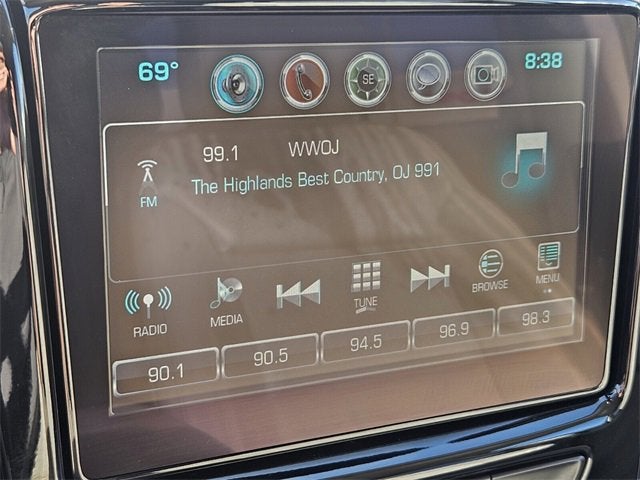 69° SE 8:38
99.1 WWOJ
The Highlands Best Country, OJ 991
FM
RADIO MEDIA TUNE BROWSE MENU
90.1 90.5 94.5 96.9 98.3